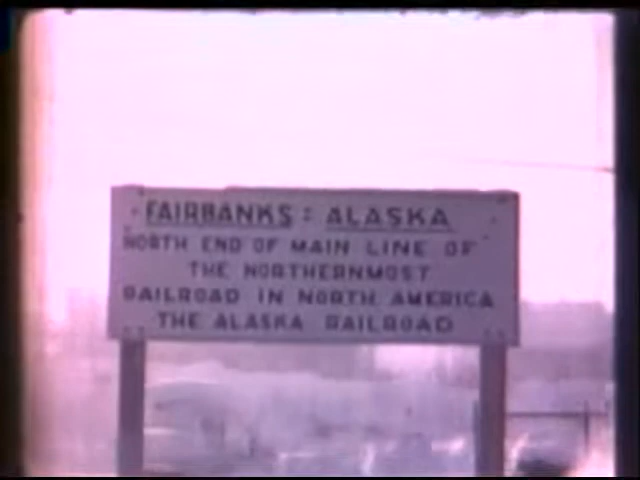 FAIRBANKS : ALASKA
NORTH END OF MAIN LINE OF
THE NORTHERNMOST
RAILROAD IN NORTH AMERICA
THE ALASKA RAILROAD